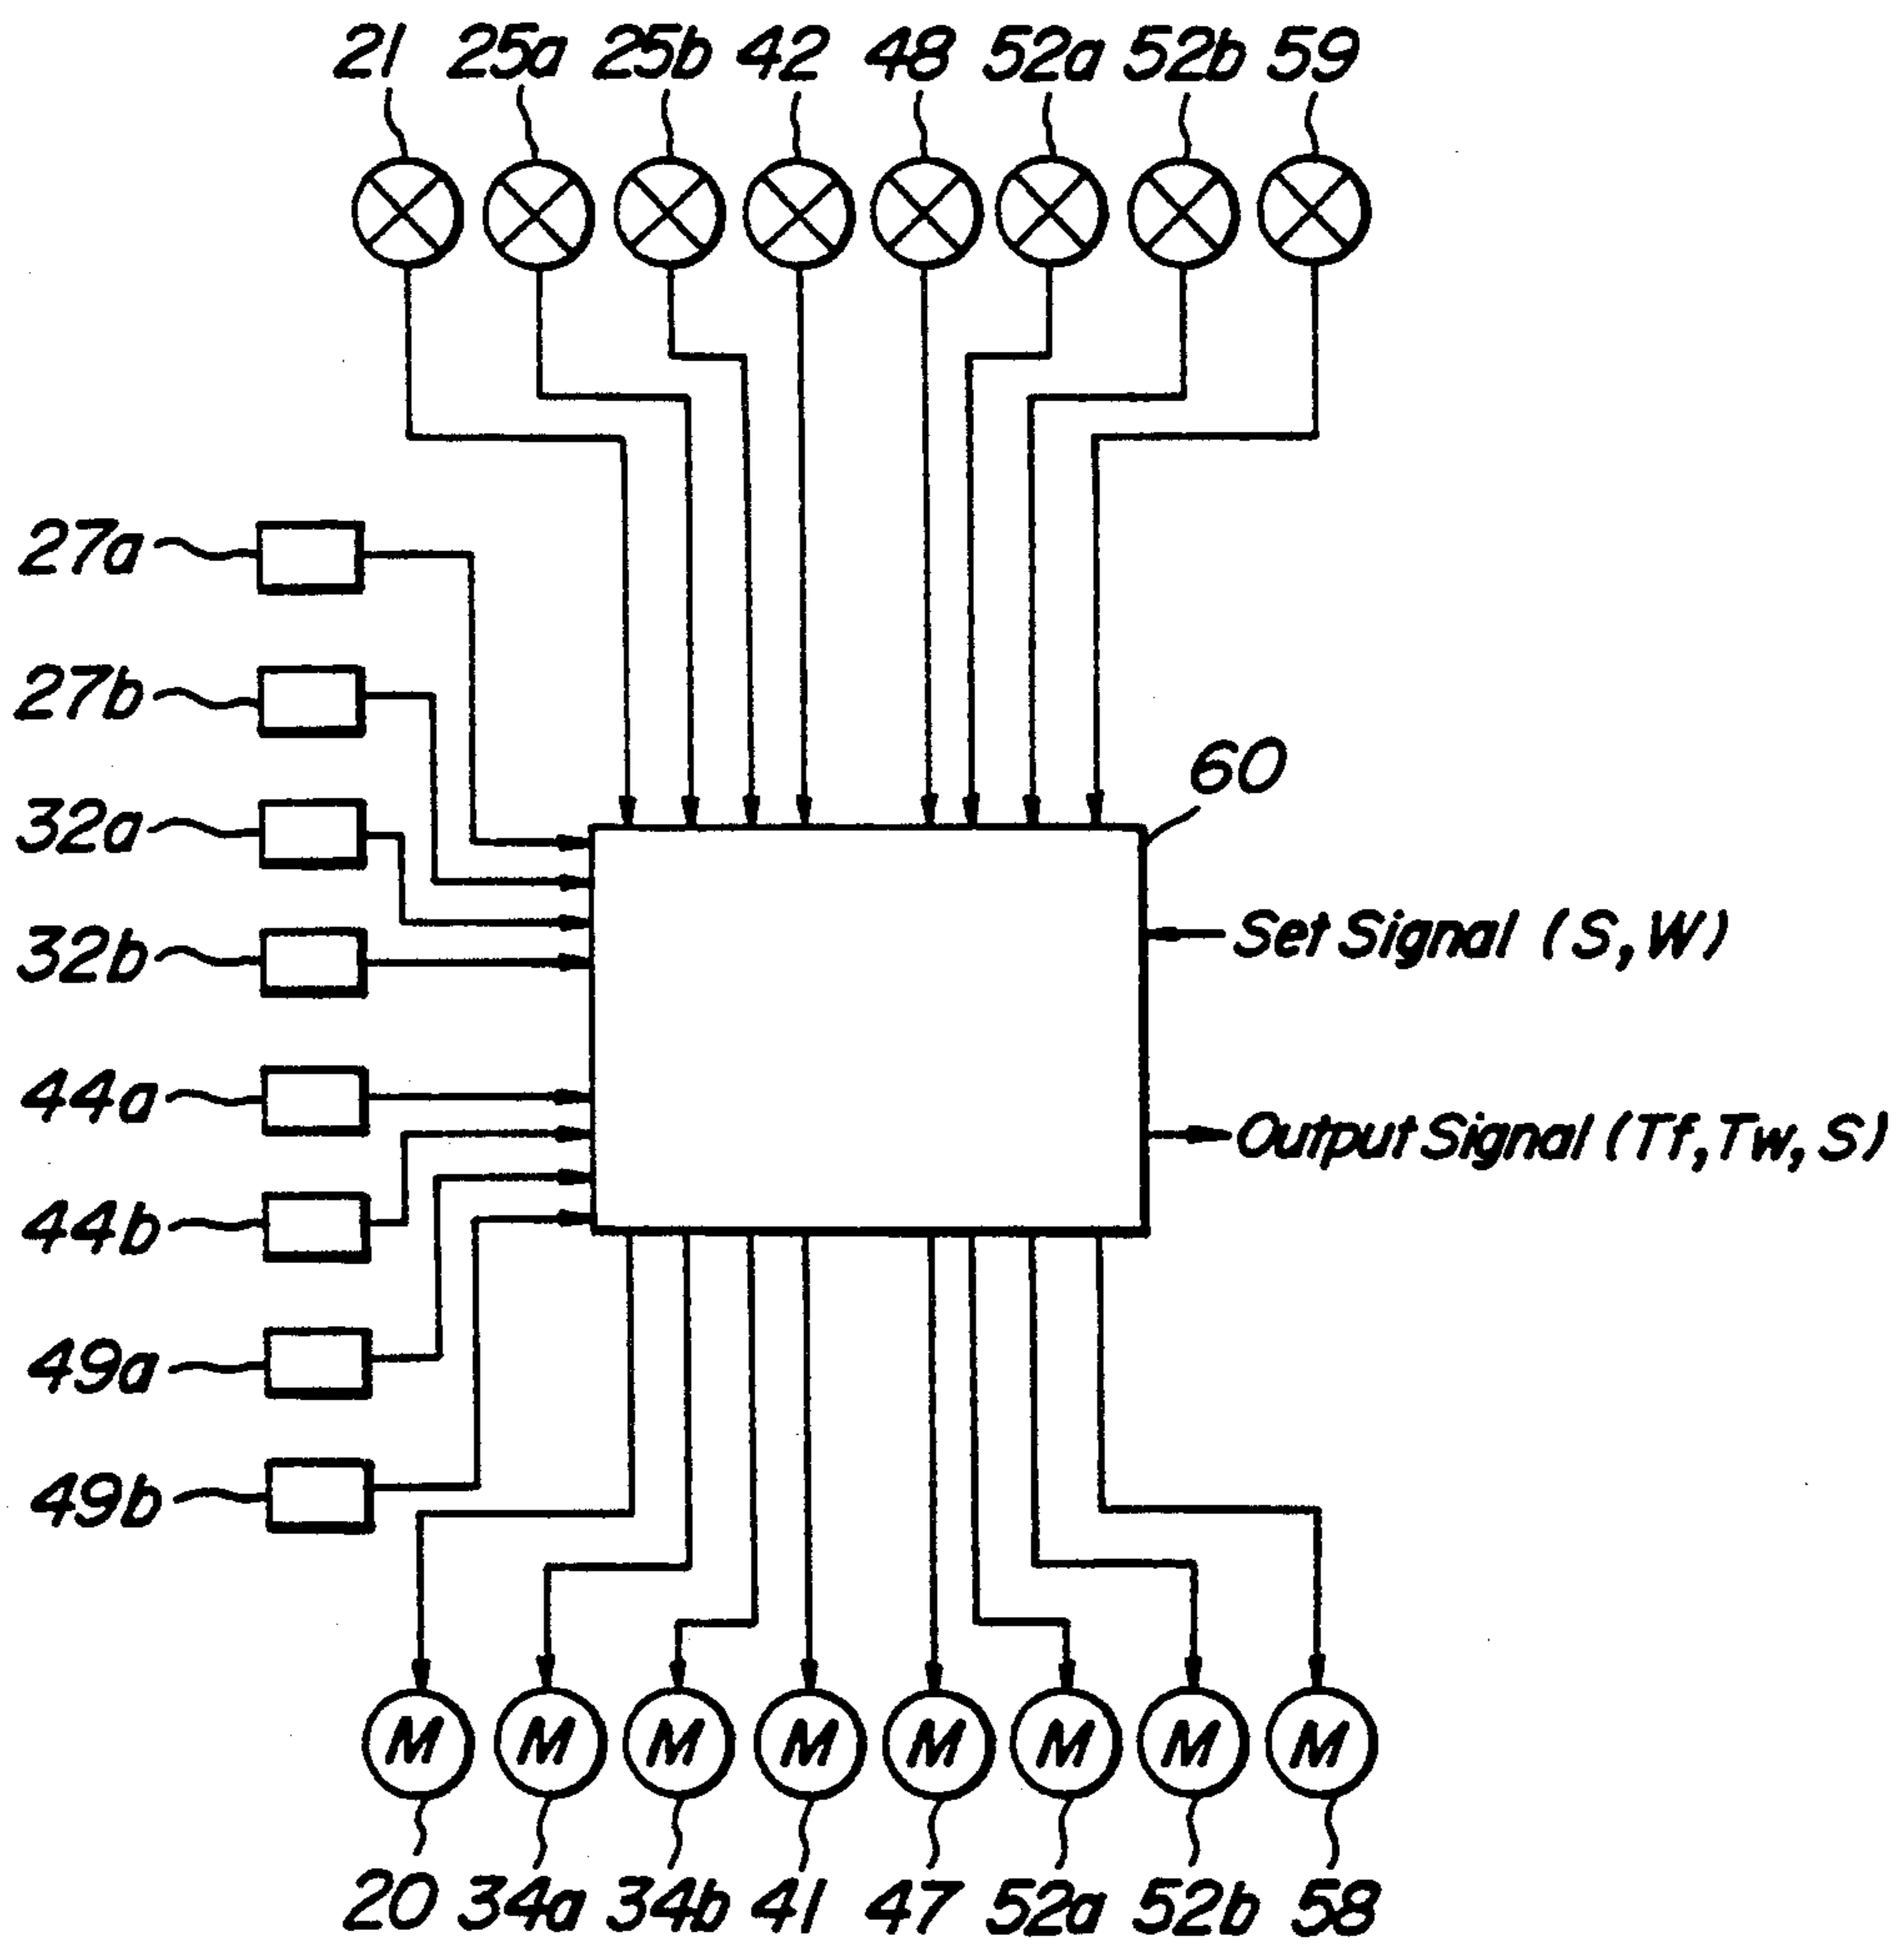 21 25a 25b 42 48 52a 52b 59
27a
27b
60
32a
Set Signal (S, W)
32b
44a
Output Signal (Tf, Tw, S)
44b
49a
49b
M M M M M M M M
20 34a 34b 41 47 52a 52b 58